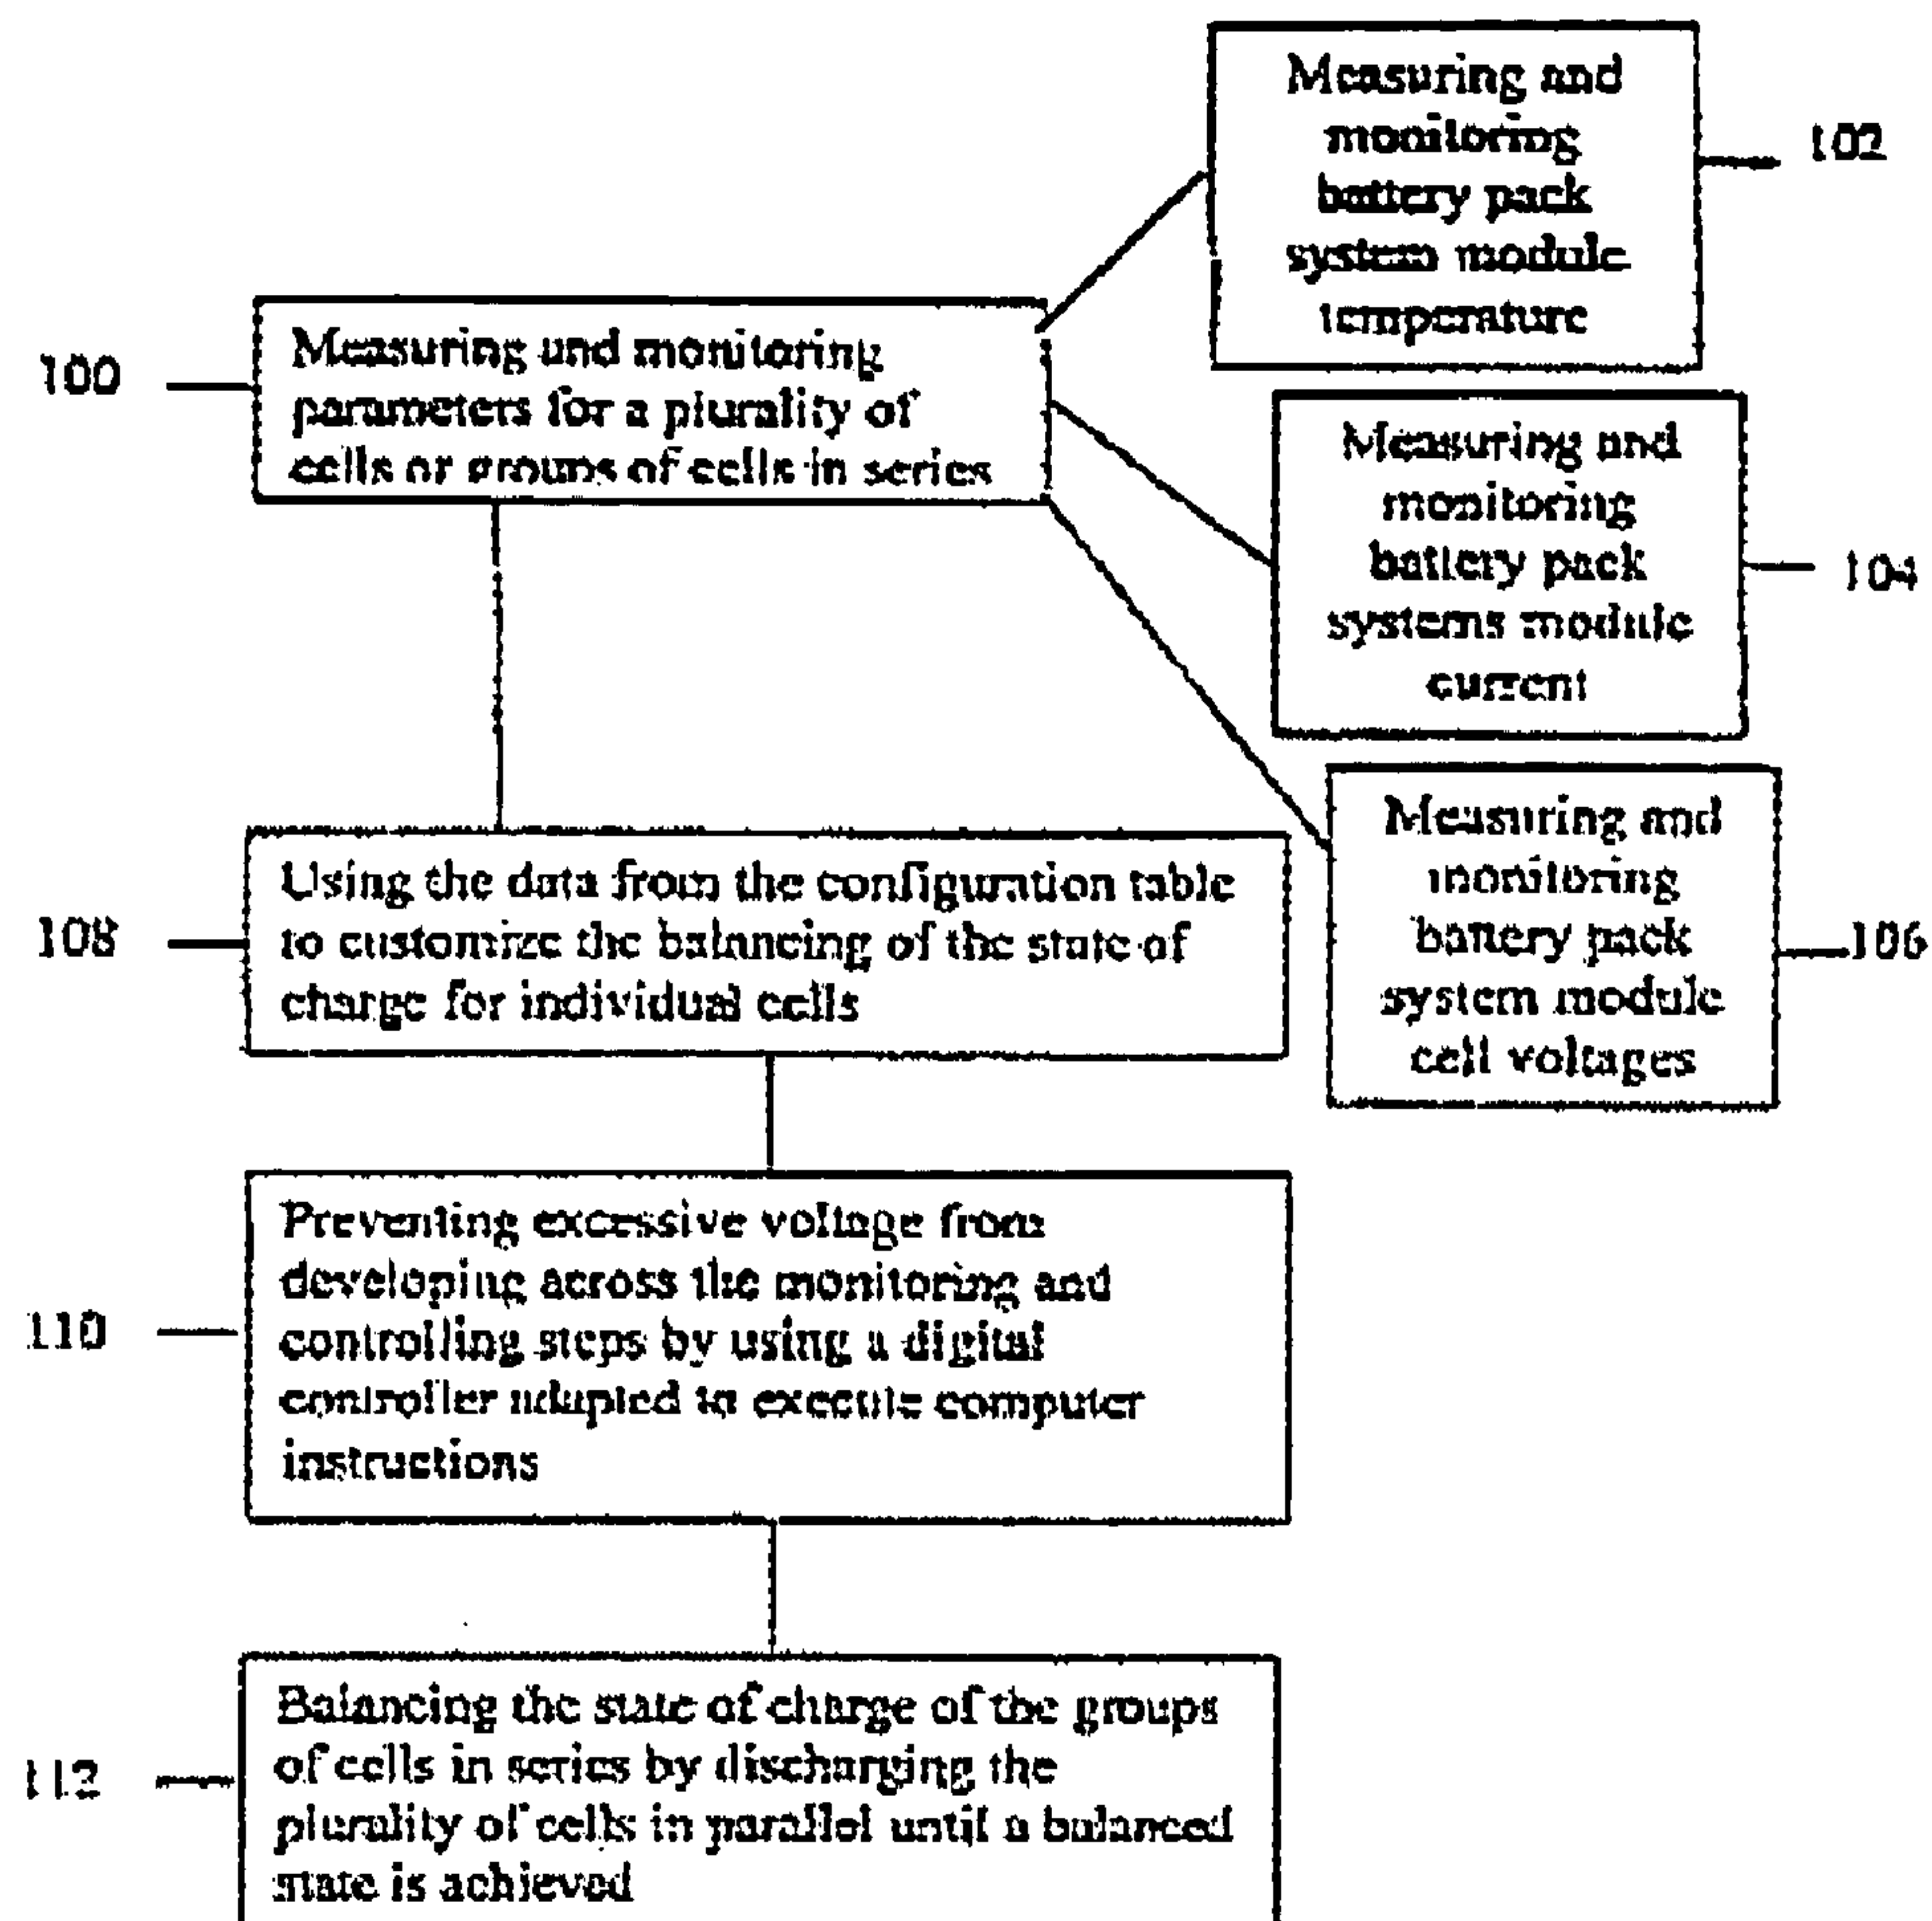 Measuring and
monitoring
battery pack
system module
temperature
102
100
Measuring and monitoring
parameters for a plurality of
cells or groups of cells in series
Measuring and
monitoring
battery pack
systems module
current
104
Measuring and
monitoring
battery pack
system module
cell voltages
106
108
Using the data from the configuration table
to customize the balancing of the state of
charge for individual cells
110
Preventing excessive voltage from
developing across the monitoring and
controlling steps by using a digital
controller adapted to execute computer
instructions
112
Balancing the state of charge of the groups
of cells in series by discharging the
plurality of cells in parallel until a balanced
state is achieved